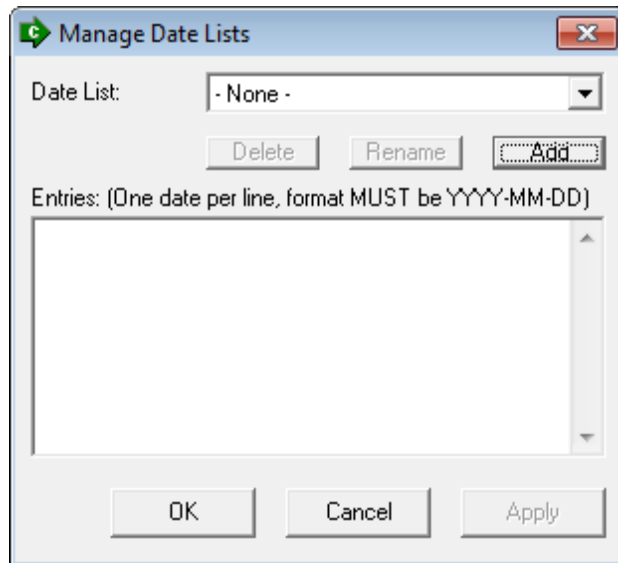 C Manage Date Lists
Date List: - None -
Delete Rename Add
Entries: (One date per line, format MUST be YYYY-MM-DD)
OK Cancel Apply